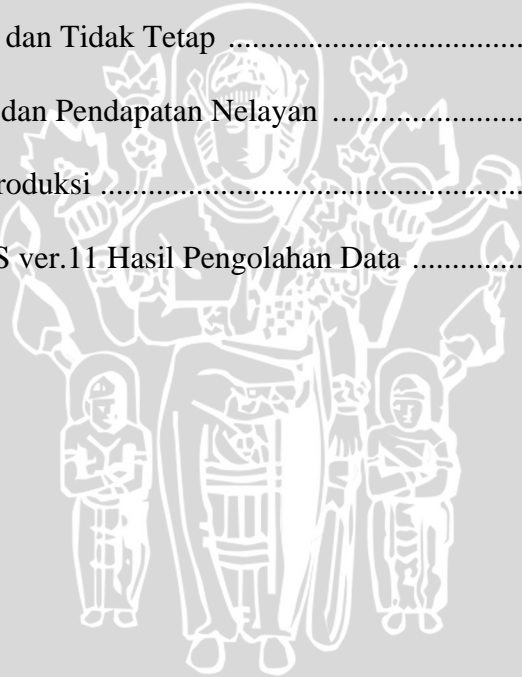 dan Tidak Tetap ....................................
dan Pendapatan Nelayan .......................
roduksi ....................................................
S ver.11 Hasil Pengolahan Data .............